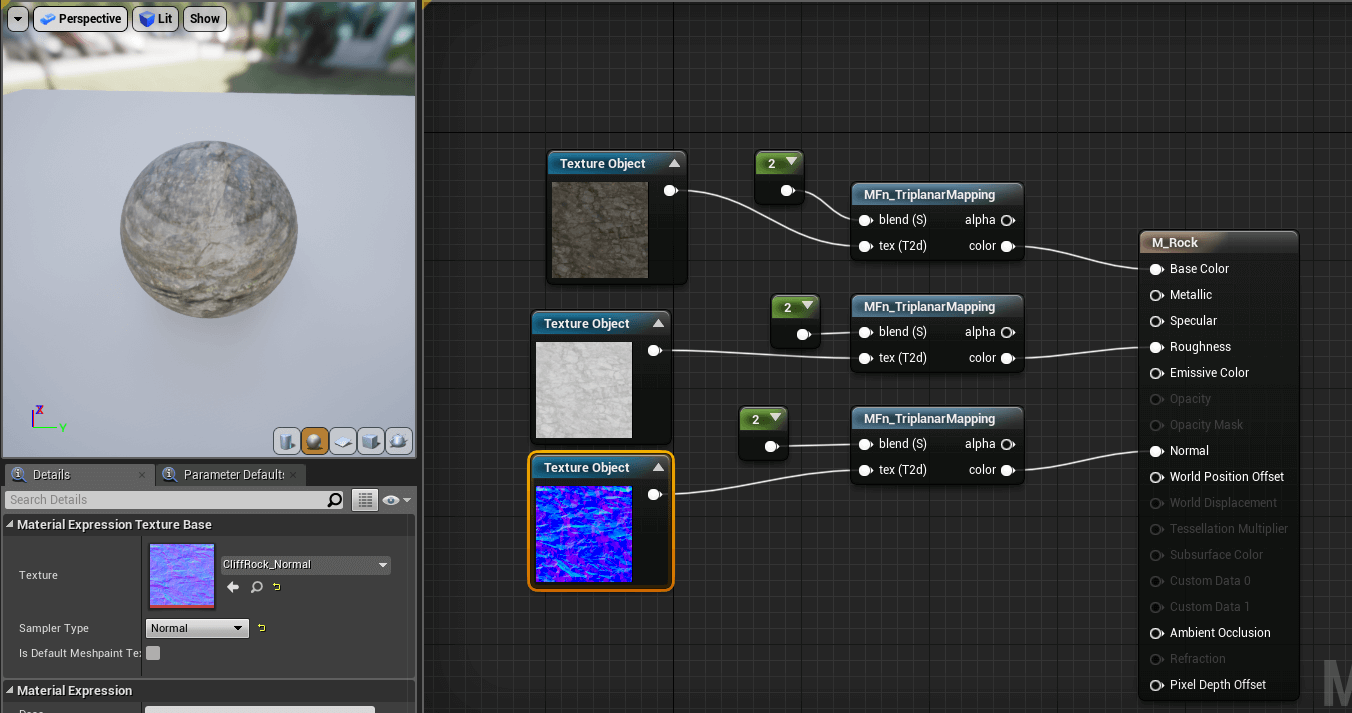 Perspective
Lit
Show
X
Y
Details
Parameter Default
Search Details
Material Expression Texture Base
Texture
CliffRock_Normal
Sampler Type
Normal
Is Default Meshpaint Te
Material Expression
Texture Object
2
MFn_TriplanarMapping
blend (S)
alpha
tex (T2d)
color
Texture Object
2
MFn_TriplanarMapping
blend (S)
alpha
tex (T2d)
color
Texture Object
2
MFn_TriplanarMapping
blend (S)
alpha
tex (T2d)
color
M_Rock
Base Color
Metallic
Specular
Roughness
Emissive Color
Opacity
Opacity Mask
Normal
World Position Offset
World Displacement
Tessellation Multiplier
Subsurface Color
Custom Data 0
Custom Data 1
Ambient Occlusion
Refraction
Pixel Depth Offset
M